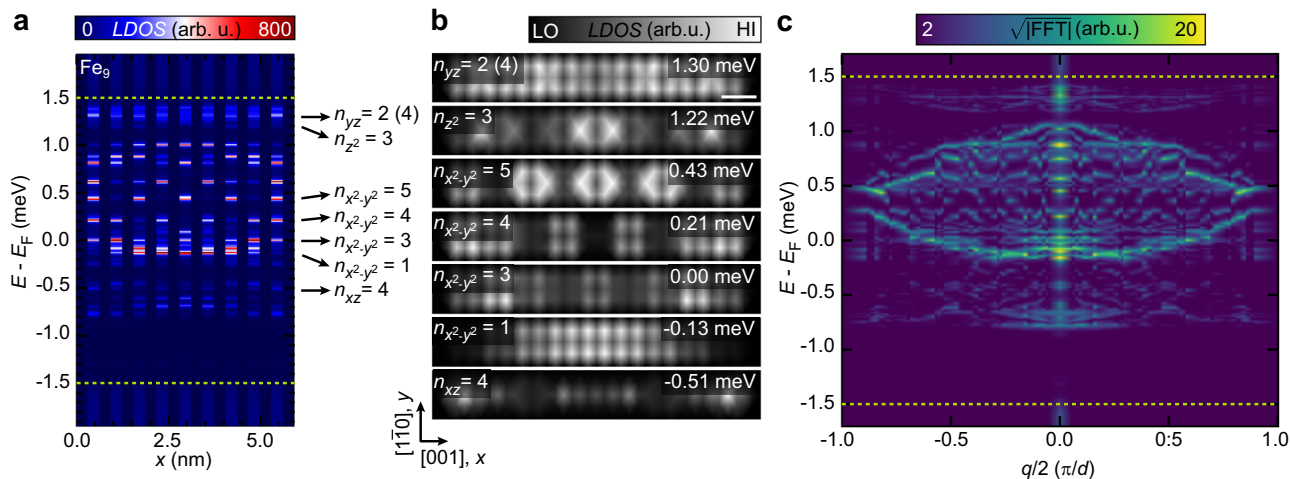 a
0 LDOS (arb. u.) 800
Fe9
1.5
1.0
0.5
0.0
-0.5
-1.0
-1.5
E - EF (meV)
0.0 2.5 5.0
x (nm)
nyz = 2 (4)
nz² = 3
nx²-y² = 5
nx²-y² = 4
nx²-y² = 3
nx²-y² = 1
nxz = 4
b
LO LDOS (arb.u.) HI
nyz = 2 (4) 1.30 meV
nz² = 3 1.22 meV
nx²-y² = 5 0.43 meV
nx²-y² = 4 0.21 meV
nx²-y² = 3 0.00 meV
nx²-y² = 1 -0.13 meV
nxz = 4 -0.51 meV
[11̅0], y
[001], x
c
2 √|FFT| (arb.u.) 20
1.5
1.0
0.5
0.0
-0.5
-1.0
-1.5
E - EF (meV)
-1.0 -0.5 0.0 0:5 1.0
q/2 (π/d)